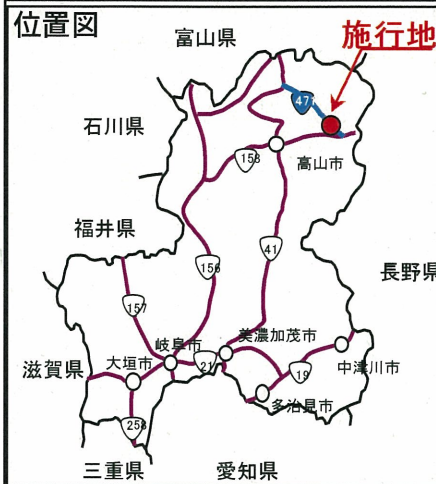 位置図
富山県
施行地
471
石川県
158
高山市
福井県
41
156
長野県
157
岐阜市
美濃加茂市
大垣市
21
滋賀県
19
中津川市
多治見市
258
三重県
愛知県